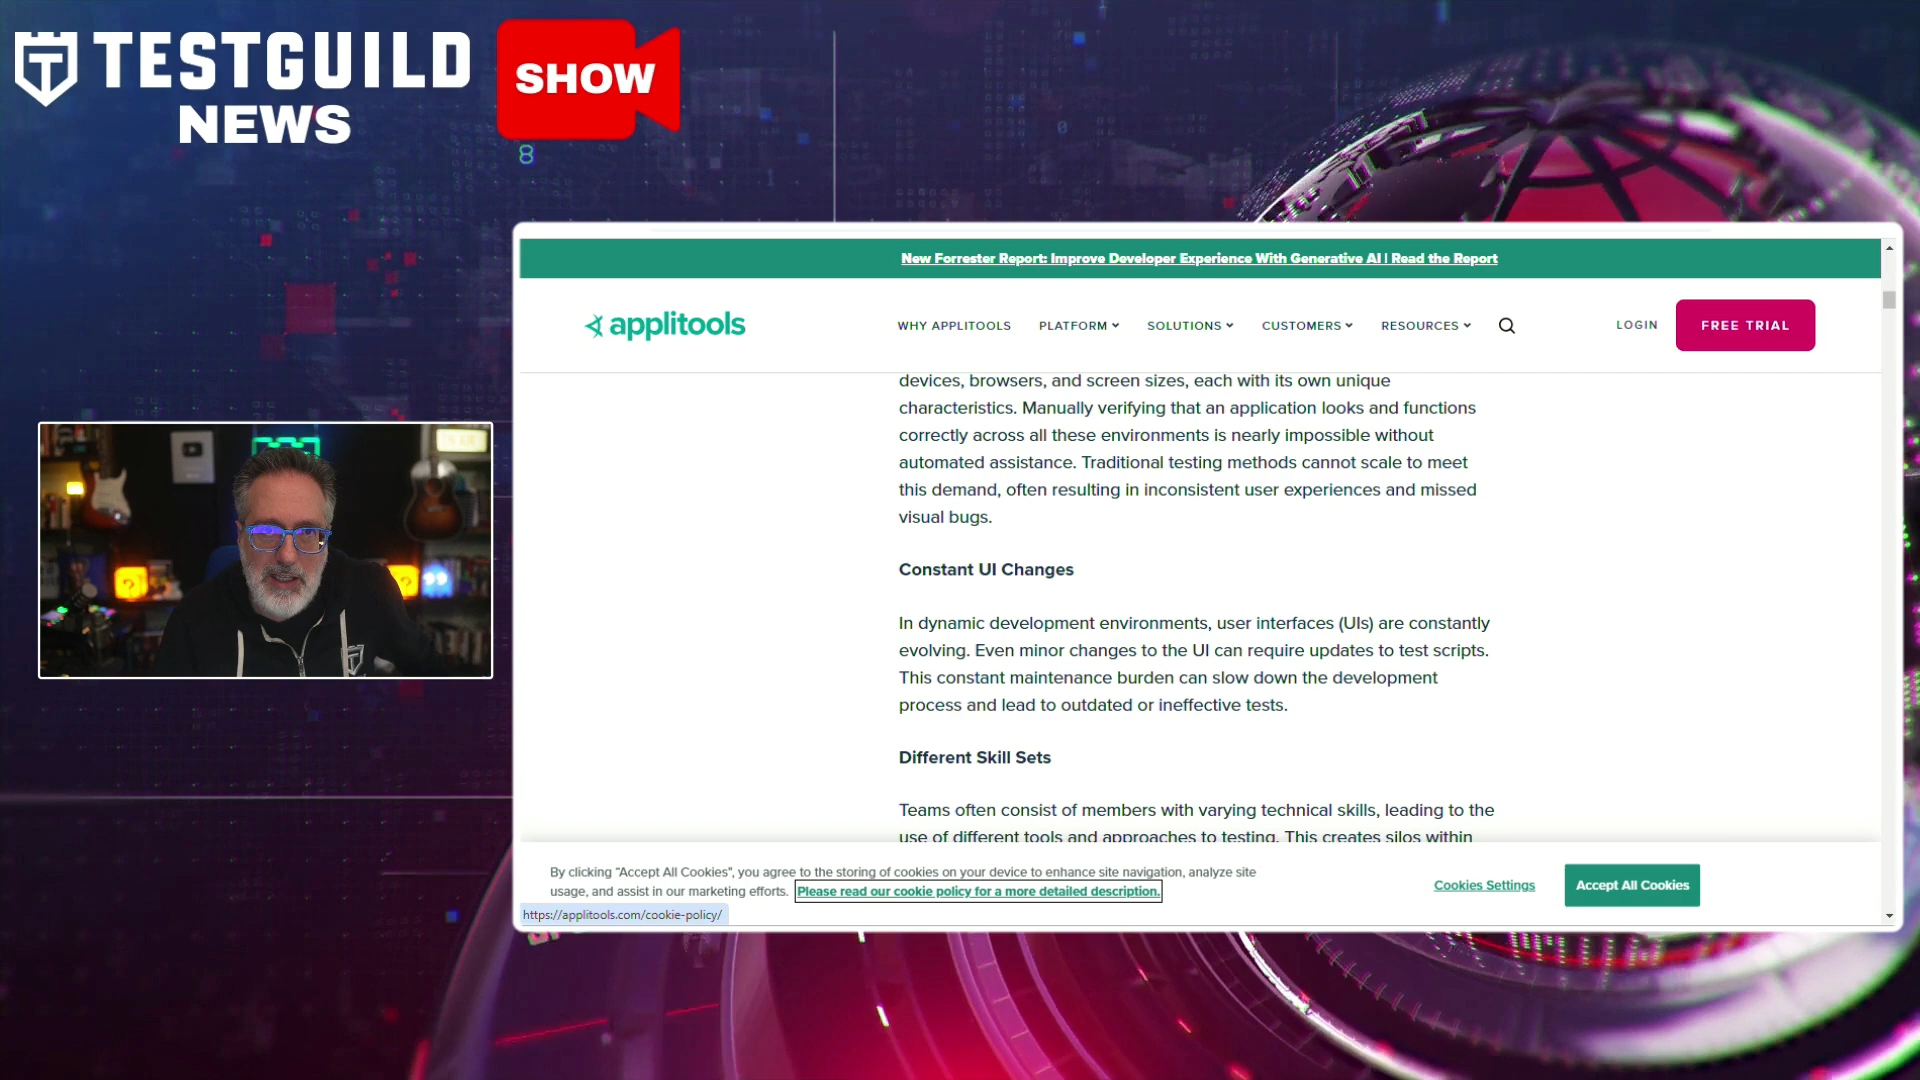 TESTGUILD
NEWS
SHOW
8
New Forrester Report: Improve Developer Experience With Generative AI | Read the Report
applitools
WHY APPLITOOLS PLATFORM SOLUTIONS CUSTOMERS RESOURCES LOGIN FREE TRIAL
devices, browsers, and screen sizes, each with its own unique
characteristics. Manually verifying that an application looks and functions
correctly across all these environments is nearly impossible without
automated assistance. Traditional testing methods cannot scale to meet
this demand, often resulting in inconsistent user experiences and missed
visual bugs.
Constant UI Changes
In dynamic development environments, user interfaces (UIs) are constantly
evolving. Even minor changes to the UI can require updates to test scripts.
This constant maintenance burden can slow down the development
process and lead to outdated or ineffective tests.
Different Skill Sets
Teams often consist of members with varying technical skills, leading to the
use of different tools and approaches to testing. This creates silos within
By clicking "Accept All Cookies", you agree to the storing of cookies on your device to enhance site navigation, analyze site
usage, and assist in our marketing efforts. Please read our cookie policy for a more detailed description.
Cookies Settings
Accept All Cookies
https://applitools.com/cookie-policy/